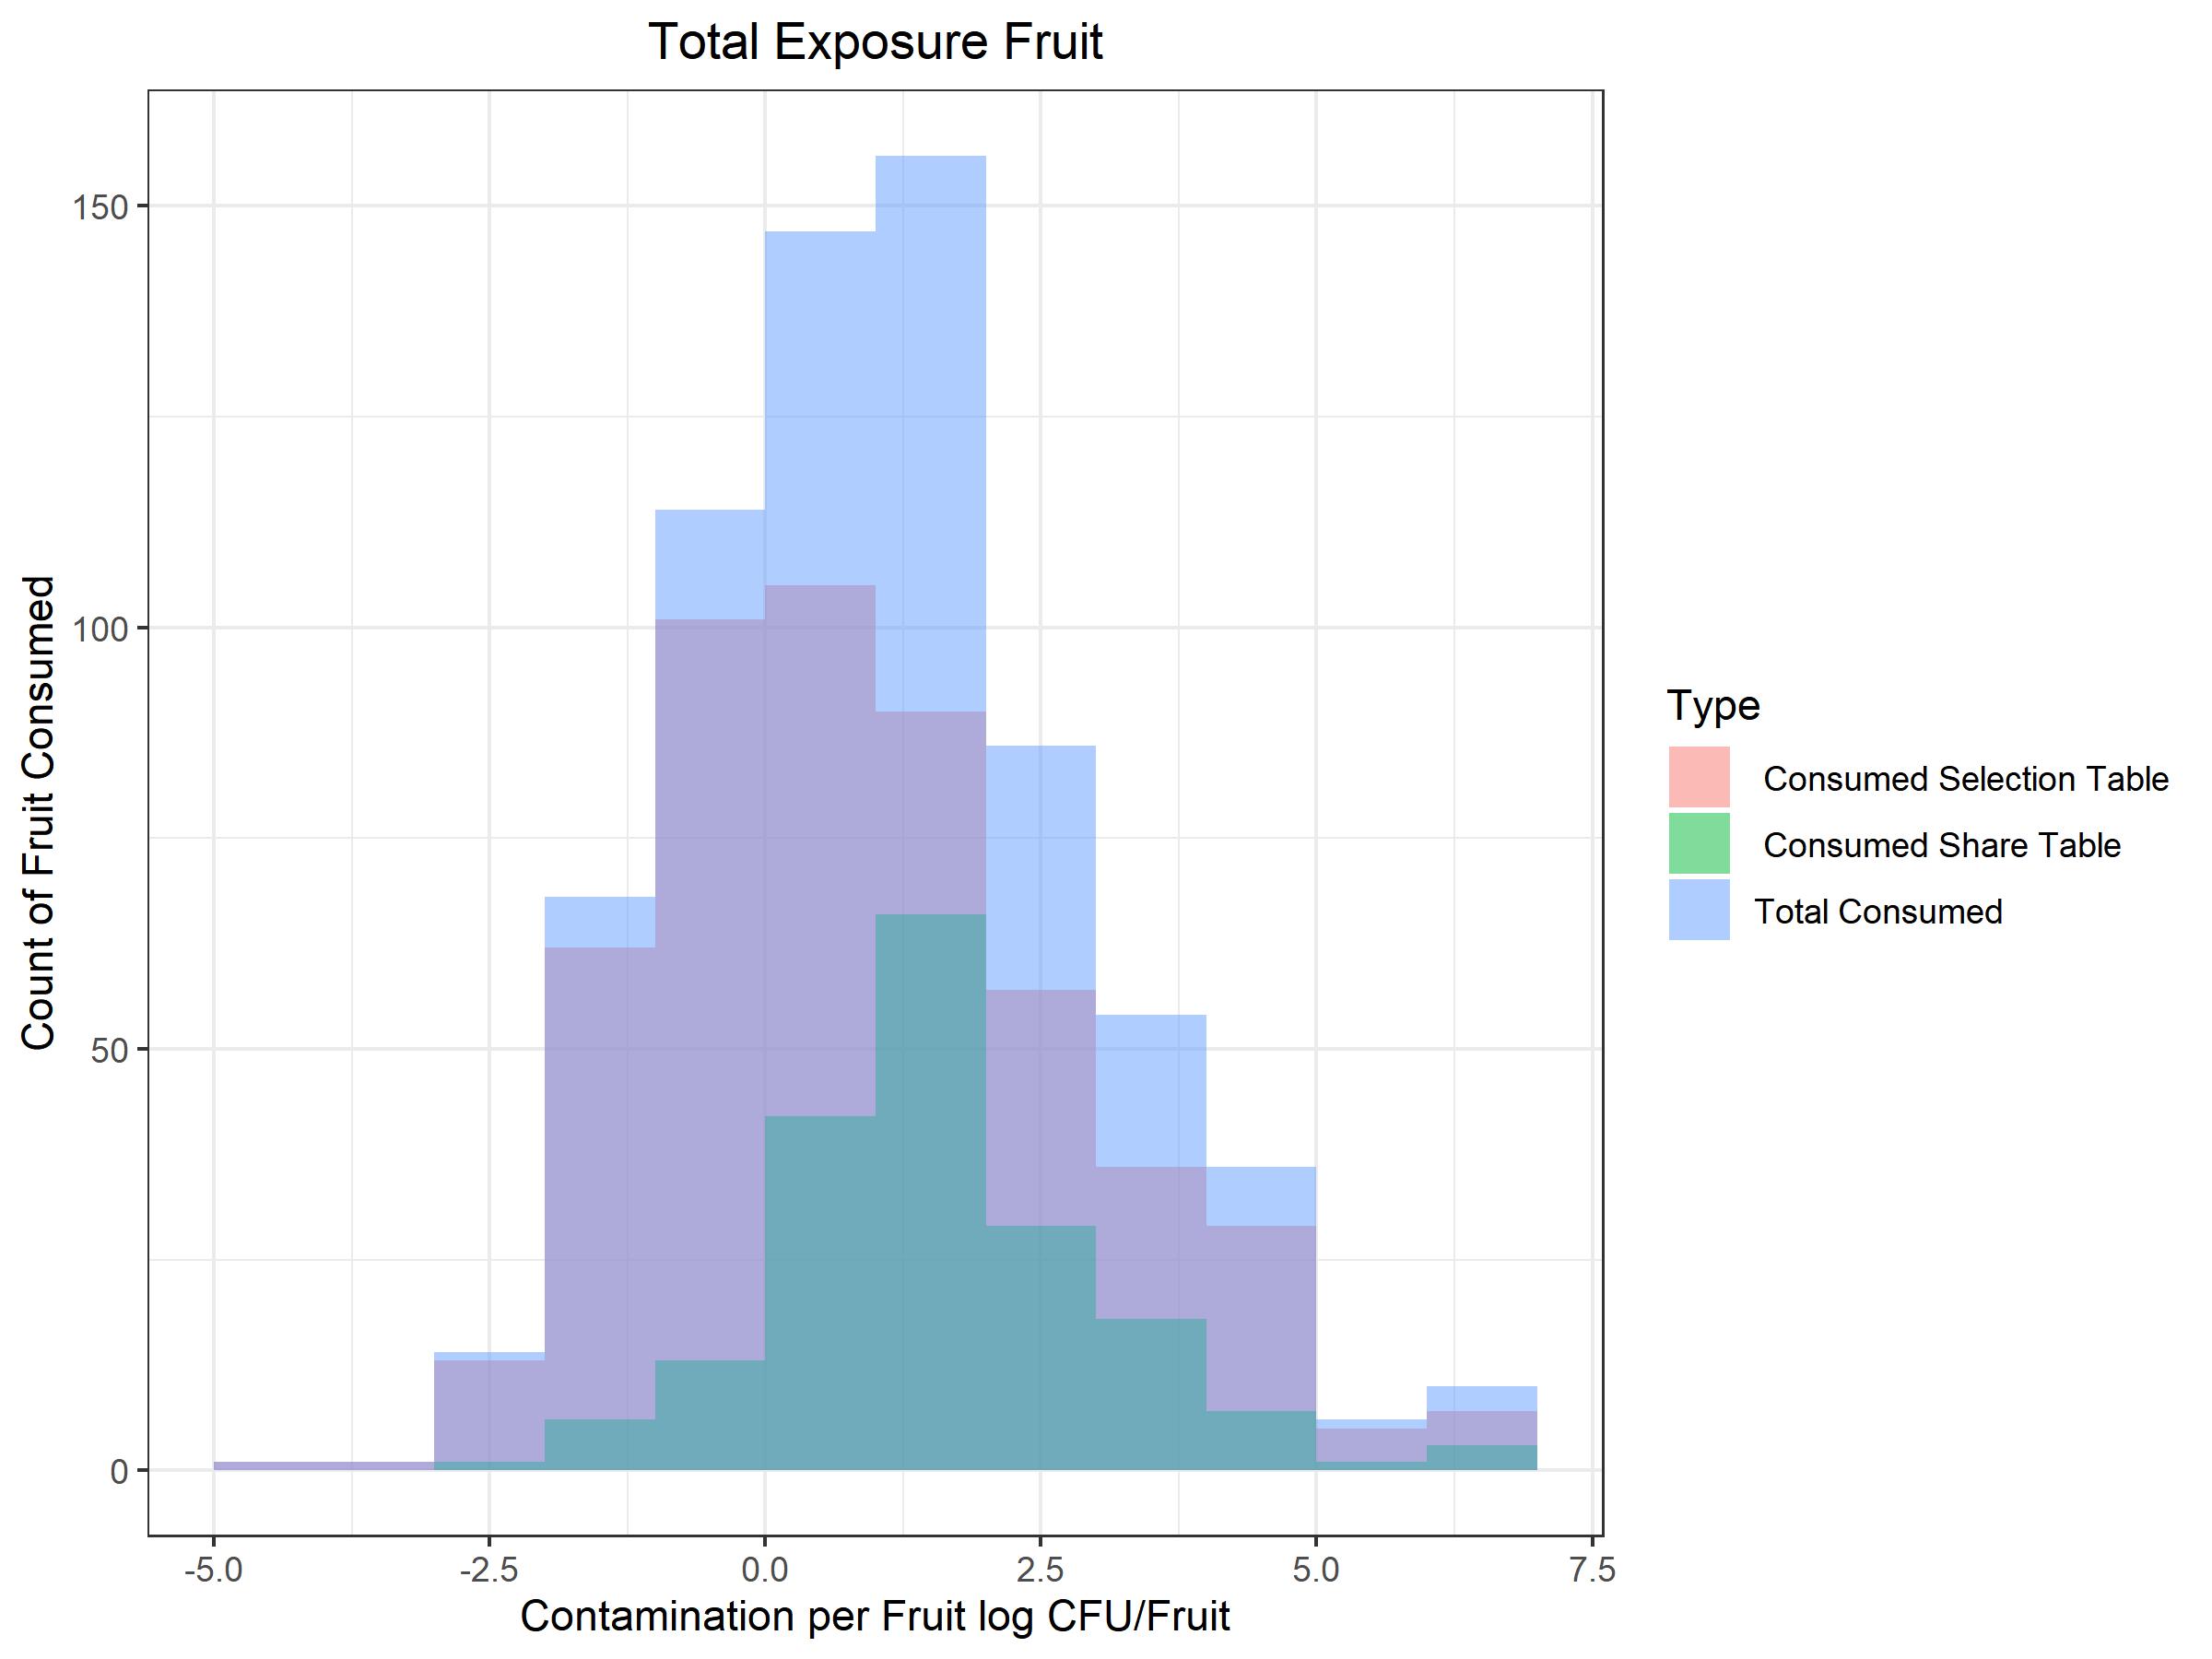 Total Exposure Fruit
150
100
50
0
Count of Fruit Consumed
-5.0 -2.5 0.0 2.5 5.0 7.5
Contamination per Fruit log CFU/Fruit
Type
Consumed Selection Table
Consumed Share Table
Total Consumed